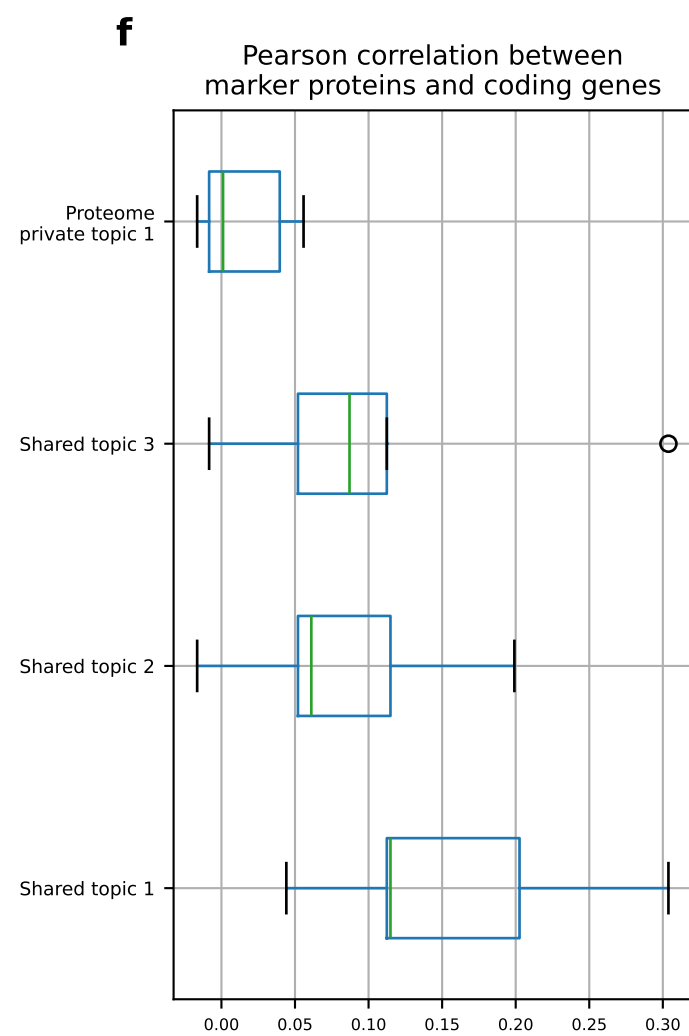 f
Pearson correlation between
marker proteins and coding genes
Proteome
private topic 1
Shared topic 3
Shared topic 2
Shared topic 1
0.00 0.05 0.10 0.15 0.20 0.25 0.30